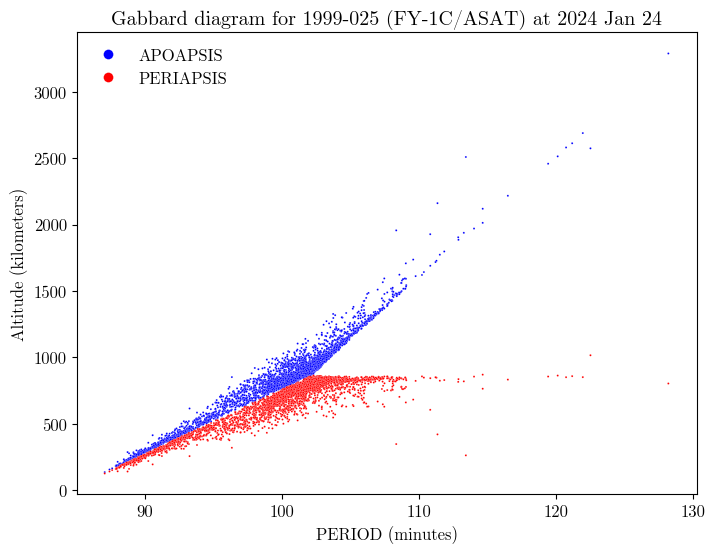 Gabbard diagram for 1999-025 (FY-1C/ASAT) at 2024 Jan 24
APOAPSIS
PERIAPSIS
Altitude (kilometers)
3000
2500
2000
1500
1000
500
0
90 100 110 120 130
PERIOD (minutes)